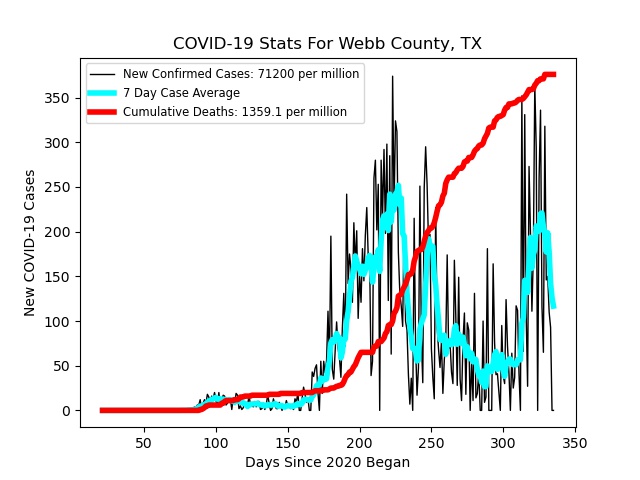 COVID-19 Stats For Webb County, TX
New Confirmed Cases: 71200 per million
7 Day Case Average
Cumulative Deaths: 1359.1 per million
New COVID-19 Cases
350
300
250
200
150
100
50
0
50 100 150 200 250 300 350
Days Since 2020 Began